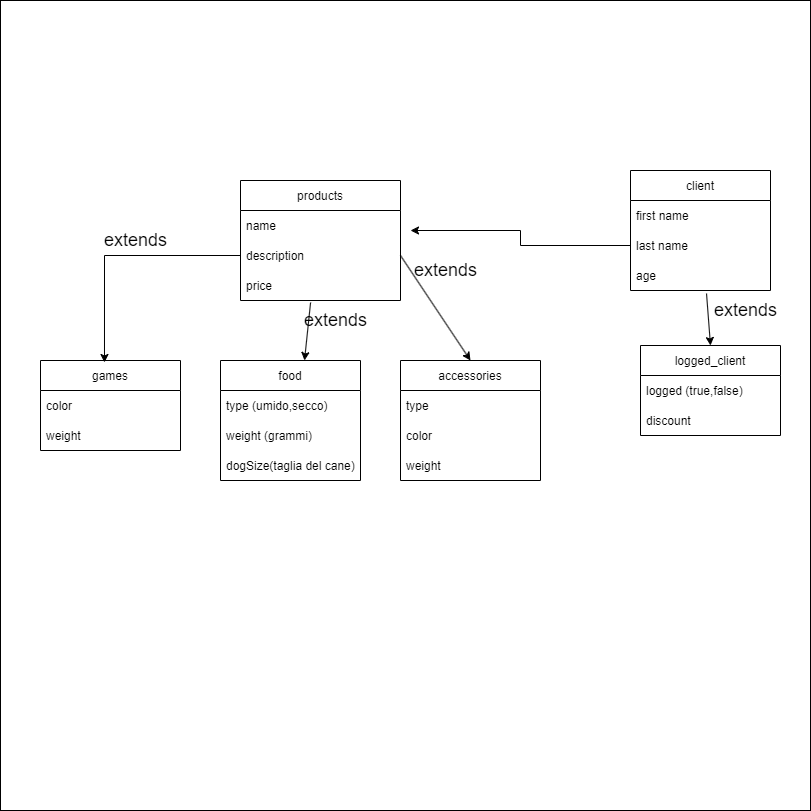 products
name
description
price
client
first name
last name
age
extends
extends
extends
extends
games
color
weight
food
type (umido,secco)
weight (grammi)
dogSize(taglia del cane)
accessories
type
color
weight
logged_client
logged (true,false)
discount